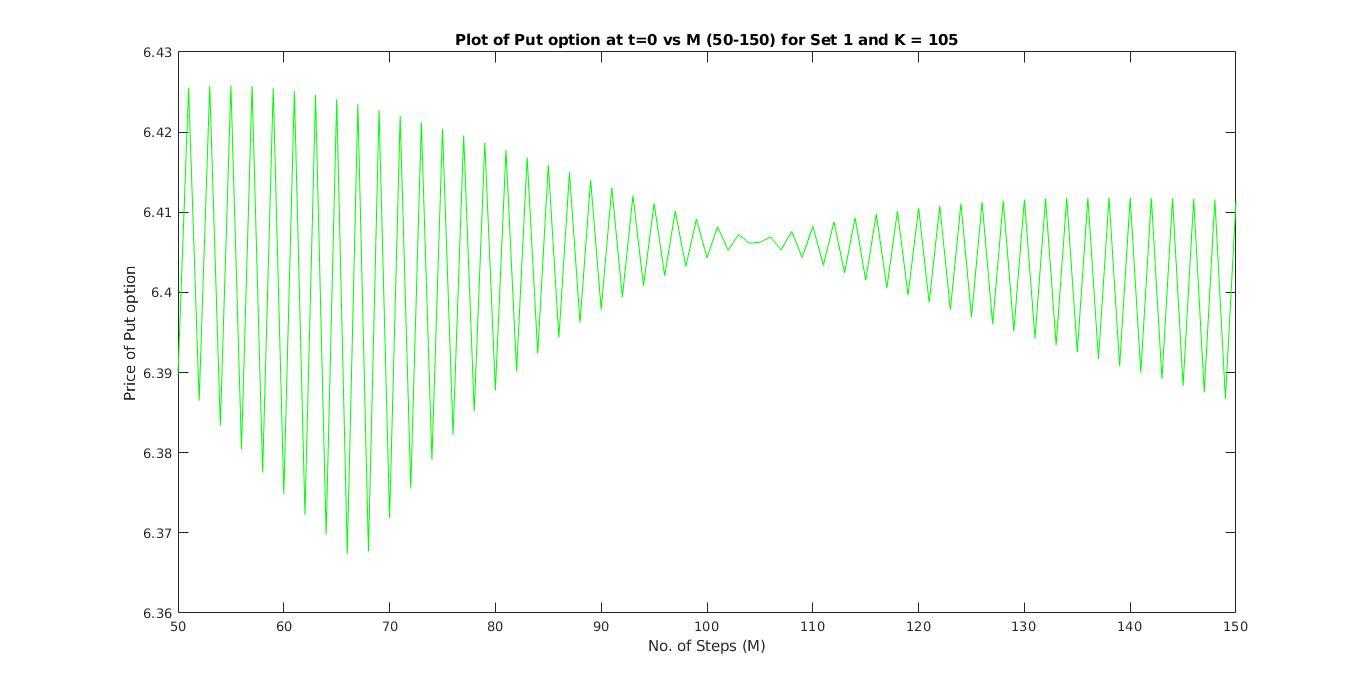 Plot of Put option at t=0 vs M (50-150) for Set 1 and K = 105
6.43
6.42
6.41
6.4
6.39
6.38
6.37
6.36
Price of Put option
50 60 70 80 90 100 110 120 130 140 150
No. of Steps (M)